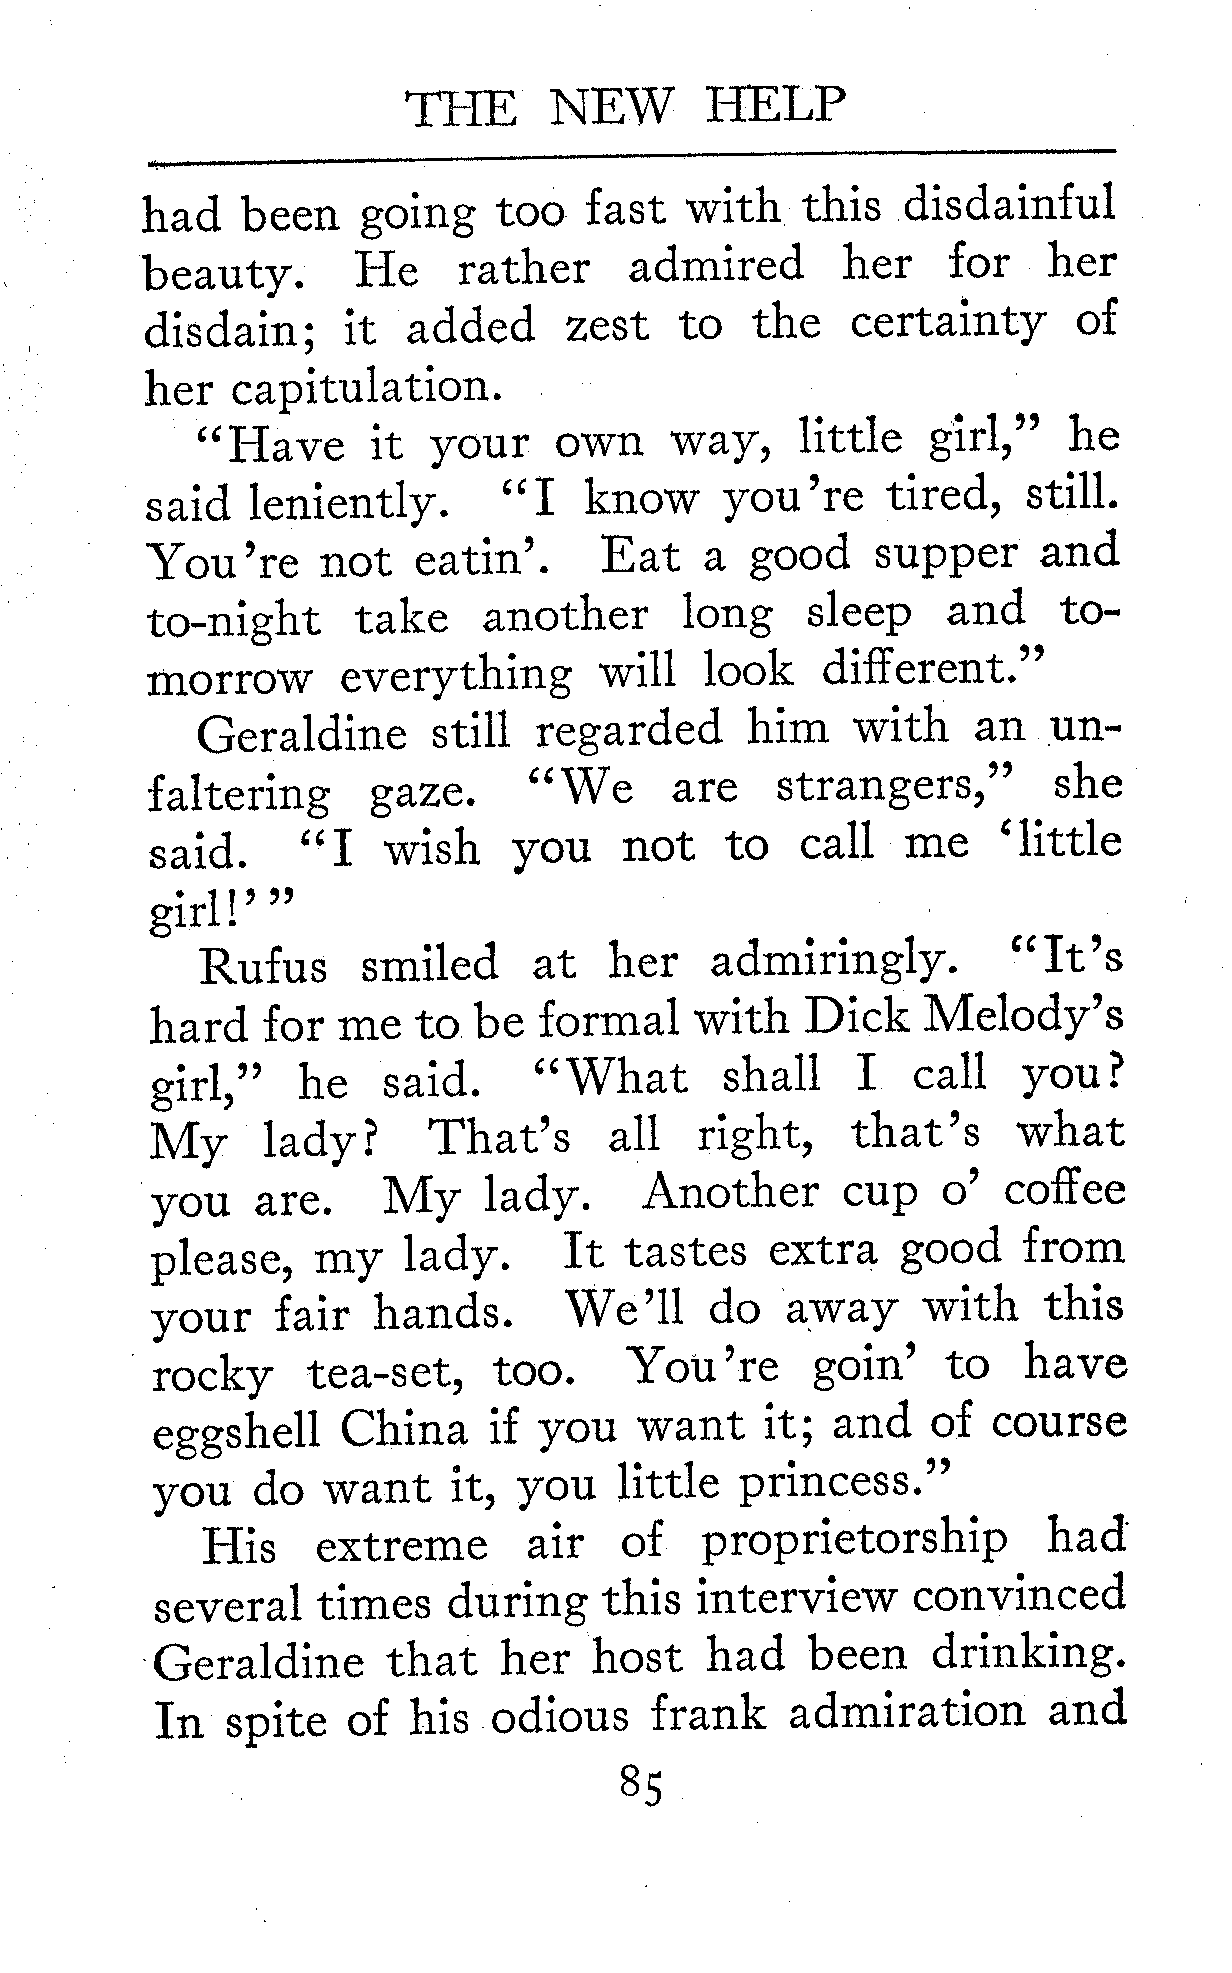 THE NEW HELP
had been going too fast with this disdainful
beauty. He rather admired her for her
disdain; it added zest to the certainty of
her capitulation.
“Have it your own way, little girl,” he
said leniently. “I know you’re tired, still.
You’re not eatin’. Eat a good supper and
to-night take another long sleep and to-
morrow everything will look different.”
Geraldine still regarded him with an un-
faltering gaze. “We are strangers,” she
said. “I wish you not to call me ‘little
girl!’”
Rufus smiled at her admiringly. “It’s
hard for me to be formal with Dick Melody’s
girl,” he said. “What shall I call you?
My lady? That’s all right, that’s what
you are. My lady. Another cup o’ coffee
please, my lady. It tastes extra good from
your fair hands. We’ll do away with this
rocky tea-set, too. You’re goin’ to have
eggshell China if you want it; and of course
you do want it, you little princess.”
His extreme air of proprietorship had
several times during this interview convinced
Geraldine that her host had been drinking.
In spite of his odious frank admiration and
85